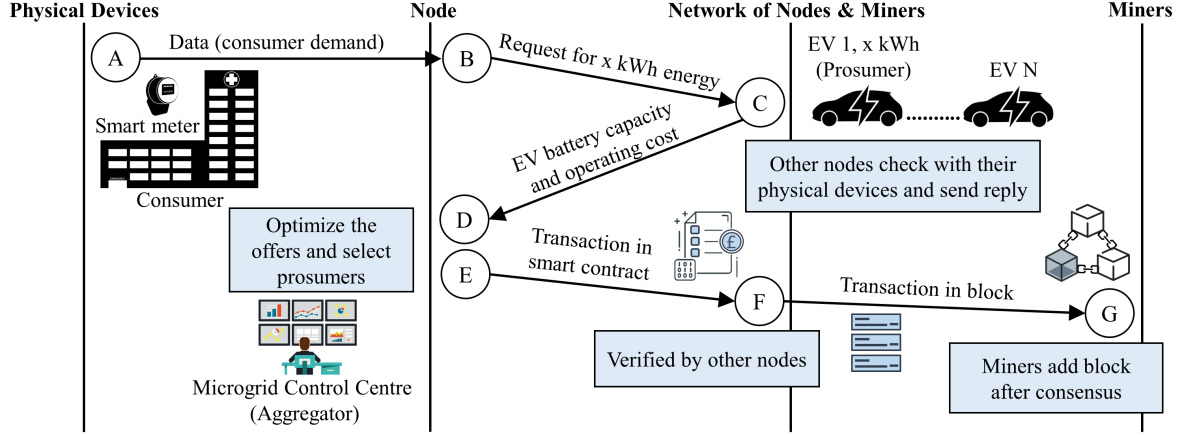 Physical Devices
Node
Network of Nodes & Miners
Miners
A
Data (consumer demand)
B
Request for x kWh energy
C
EV 1, x kWh
(Prosumer)
EV N
Smart meter
Consumer
EV battery capacity
and operating cost
Other nodes check with their
physical devices and send reply
D
Optimize the
offers and select
prosumers
E
Transaction in
smart contract
F
Transaction in block
G
Microgrid Control Centre
(Aggregator)
Verified by other nodes
Miners add block
after consensus